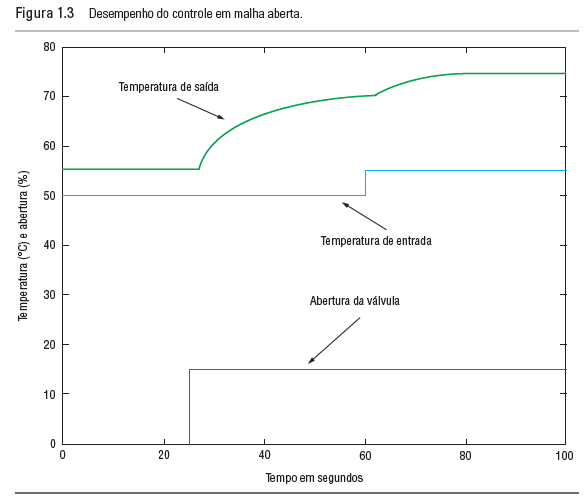 Figura 1.3 Desempenho do controle em malha aberta.
80
70
60
50
40
30
20
10
0
Temperatura (°C) e abertura (%)
Temperatura de saída
Temperatura de entrada
Abertura da válvula
0 20 40 60 80 100
Tempo em segundos